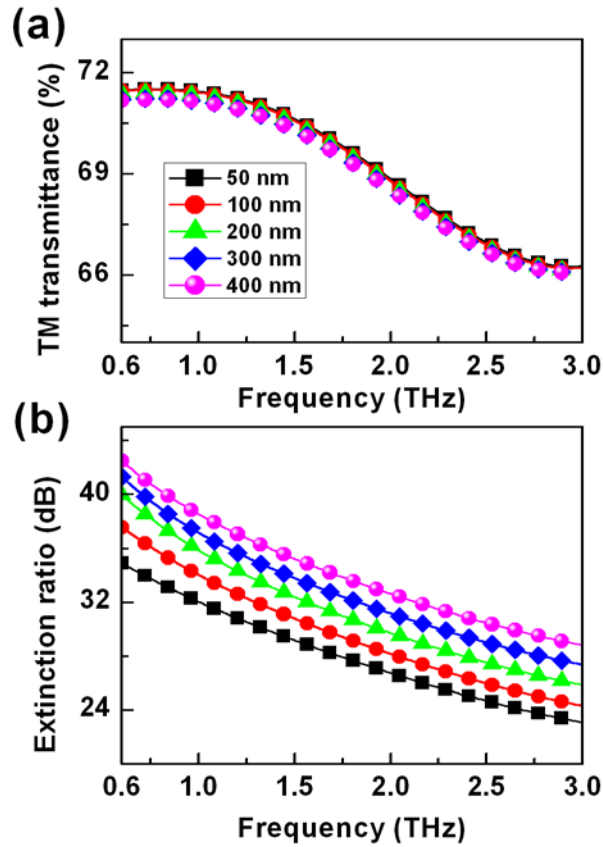 (a)
TM transmittance (%)
72
69
66
50 nm
100 nm
200 nm
300 nm
400 nm
0.6 1.0 1.5 2.0 2.5 3.0
Frequency (THz)
(b)
Extinction ratio (dB)
40
32
24
0.6 1.0 1.5 2.0 2.5 3.0
Frequency (THz)